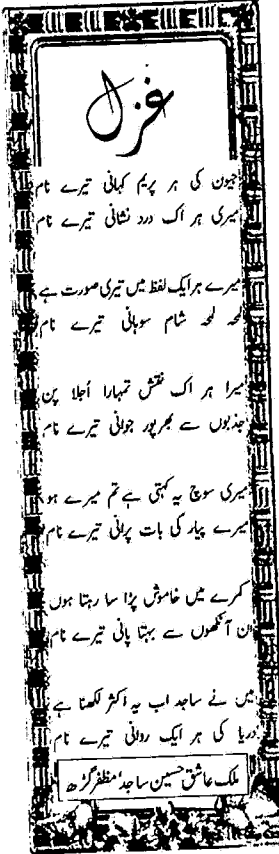 غزل
جیون کی ہر پریم کہانی تیرے نام
میری ہر اک درد نشانی تیرے نام
میرے ہر ایک لفظ میں تیری صورت ہے
لمحہ لمحہ شام سوہانی تیرے نام
میرا ہر اک نقش تمہارا اُجلا پن
جذبوں سے بھرپور جوانی تیرے نام
میری سوچ یہ کہتی ہے تم میرے ہو
میرے پیار کی بات پرانی تیرے نام
کمرے میں خاموش پڑا سا رہتا ہوں
ان آنکھوں سے بہتا پانی تیرے نام
میں نے ساجد اب یہ اکثر لکھنا ہے
دریا کی ہر ایک روانی تیرے نام
ملک عاشق حسین ساجد' مظفر گڑھ